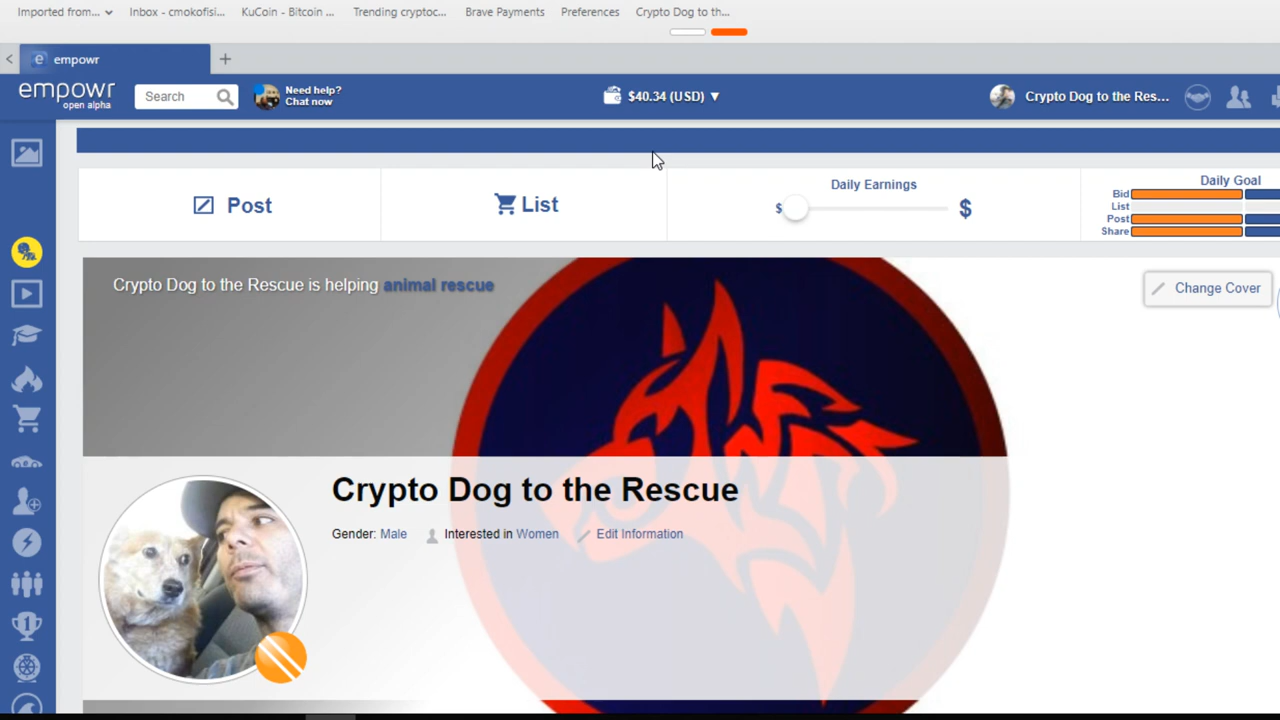 Imported from...
Inbox - cmokofisi...
KuCoin - Bitcoin ...
Trending cryptoc...
Brave Payments
Preferences
Crypto Dog to th...
empowr
empowr
open alpha
Search
Need help?
Chat now
$40.34 (USD) ▼
Crypto Dog to the Res...
Post
List
Daily Earnings
$
$
Daily Goal
Bid
List
Post
Share
Crypto Dog to the Rescue is helping animal rescue
Change Cover
Crypto Dog to the Rescue
Gender: Male
Interested in Women
Edit Information